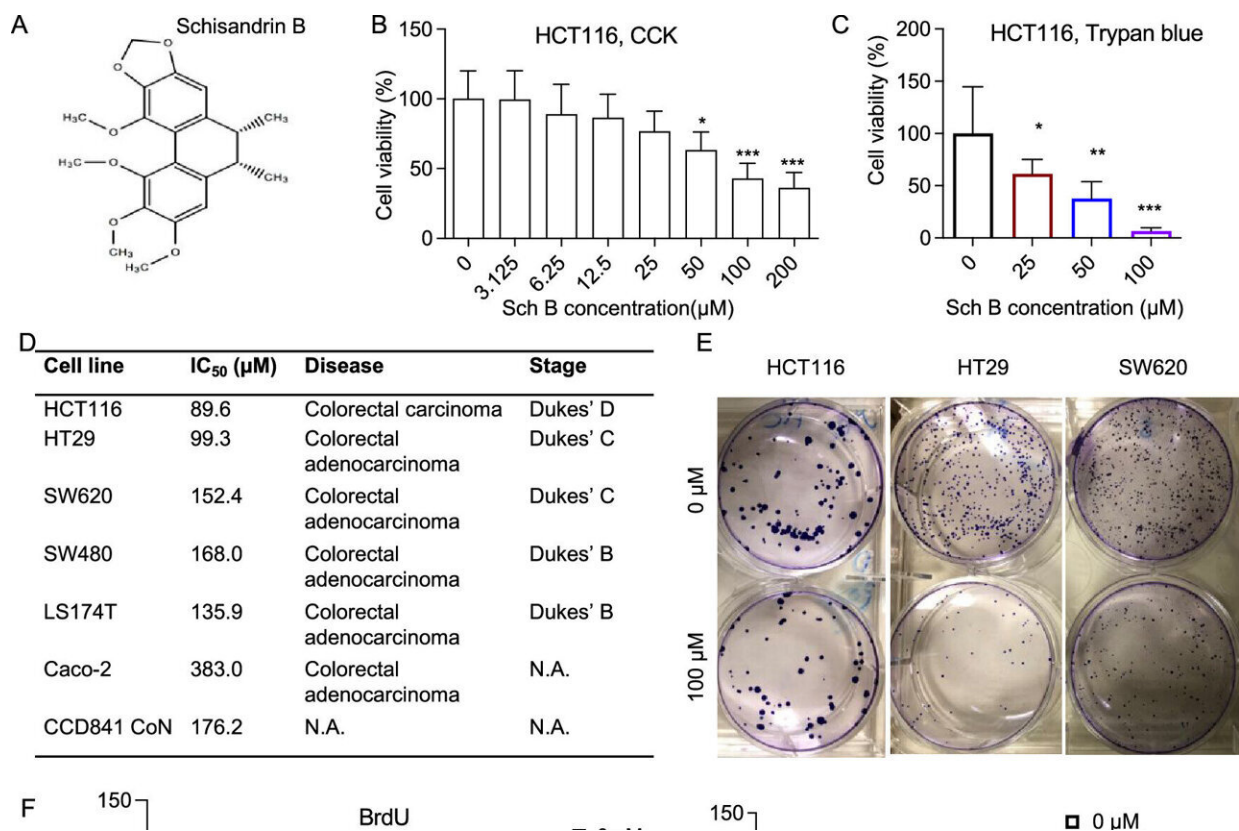 A
Schisandrin B
O
O
H₃C
O
CH₃
H₃C
O
CH₃
O
O
CH₃
H₃C
B
HCT116, CCK
Cell viability (%)
150
100
50
0
*
***
***
0
3.125
6.25
12.5
25
50
100
200
Sch B concentration(µM)
C
HCT116, Trypan blue
Cell viability (%)
200
150
100
50
0
*
**
***
0
25
50
100
Sch B concentration (µM)
D
Cell line IC₅₀ (µM) Disease Stage
HCT116 89.6 Colorectal carcinoma Dukes’ D
HT29 99.3 Colorectal Dukes’ C
adenocarcinoma
SW620 152.4 Colorectal Dukes’ C
adenocarcinoma
SW480 168.0 Colorectal Dukes’ B
adenocarcinoma
LS174T 135.9 Colorectal Dukes’ B
adenocarcinoma
Caco-2 383.0 Colorectal N.A.
adenocarcinoma
CCD841 CoN 176.2 N.A. N.A.
E
HCT116 HT29 SW620
0 µM
100 µM
F
150
BrdU
150
0 µM